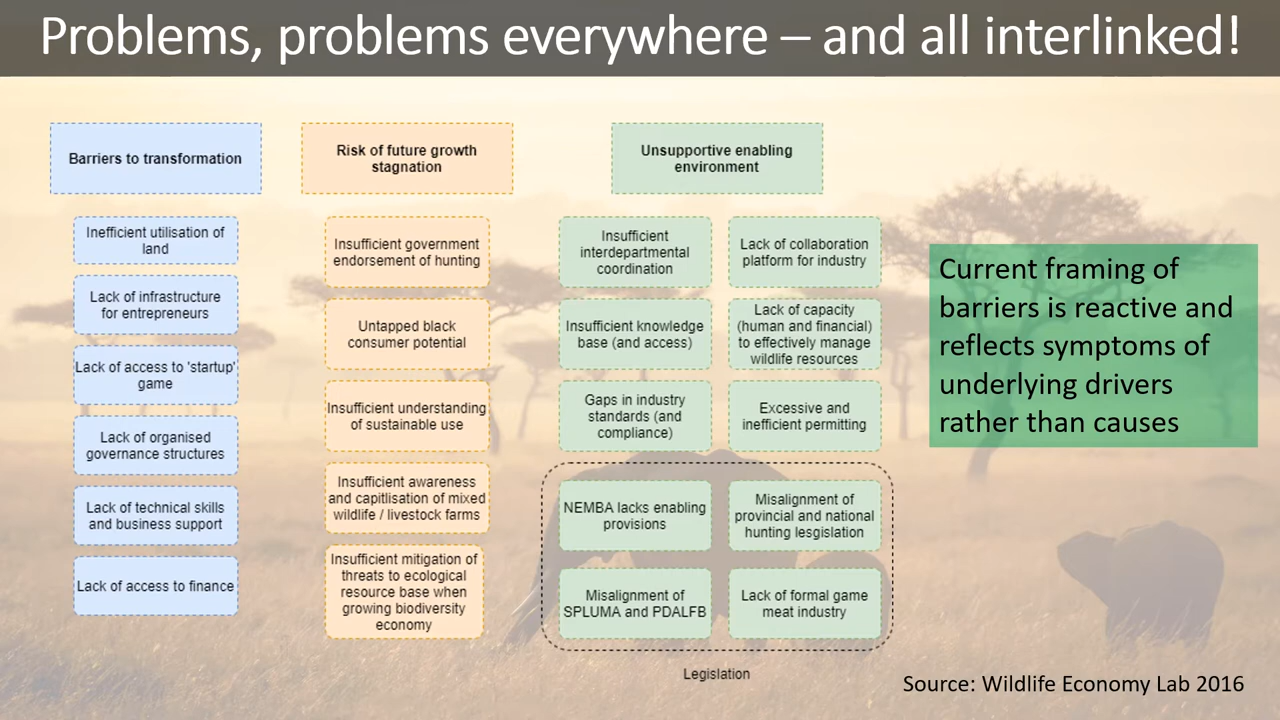 Problems, problems everywhere – and all interlinked!
Barriers to transformation
Inefficient utilisation of
land
Lack of infrastructure
for entrepreneurs
Lack of access to 'startup'
game
Lack of organised
governance structures
Lack of technical skills
and business support
Lack of access to finance
Risk of future growth
stagnation
Insufficient government
endorsement of hunting
Untapped black
consumer potential
Insufficient understanding
of sustainable use
Insufficient awareness
and capitlisation of mixed
wildlife / livestock farms
Insufficient mitigation of
threats to ecological
resource base when
growing biodiversity
economy
Unsupportive enabling
environment
Insufficient
interdepartmental
coordination
Lack of collaboration
platform for industry
Insufficient knowledge
base (and access)
Lack of capacity
(human and financial)
to effectively manage
wildlife resources
Gaps in industry
standards (and
compliance)
Excessive and
inefficient permitting
NEMBA lacks enabling
provisions
Misalignment of
provincial and national
hunting lesgislation
Misalignment of
SPLUMA and PDALFB
Lack of formal game
meat industry
Legislation
Current framing of
barriers is reactive and
reflects symptoms of
underlying drivers
rather than causes
Source: Wildlife Economy Lab 2016